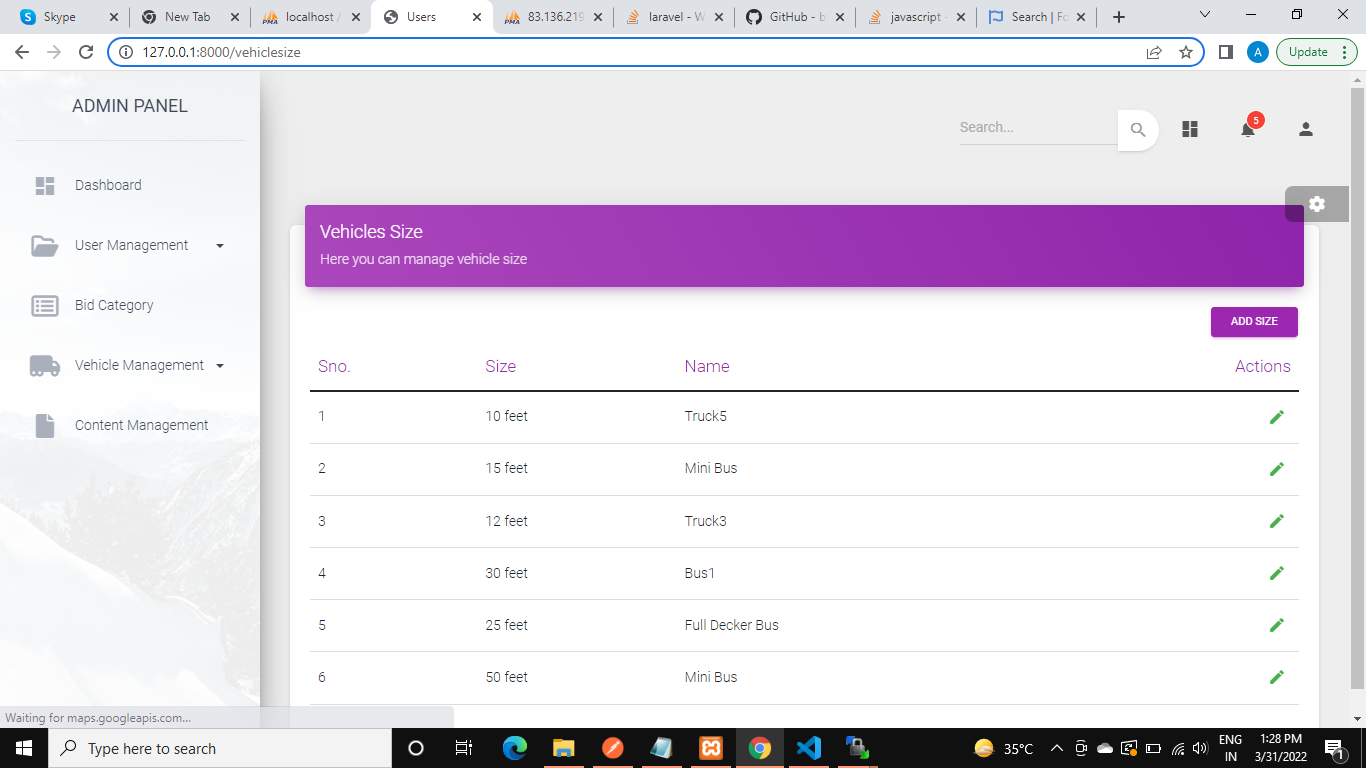 Skype
New Tab
localhost /
Users
83.136.219
laravel - W
GitHub - b
javascript -
Search | Fo
127.0.0.1:8000/vehiclesize
A
Update
ADMIN PANEL
Search...
5
Dashboard
User Management
Bid Category
Vehicle Management
Content Management
Vehicles Size
Here you can manage vehicle size
ADD SIZE
Sno. Size Name Actions
1 10 feet Truck5
2 15 feet Mini Bus
3 12 feet Truck3
4 30 feet Bus1
5 25 feet Full Decker Bus
6 50 feet Mini Bus
Waiting for maps.googleapis.com...
Type here to search
35°C
ENG
IN
1:28 PM
3/31/2022
1